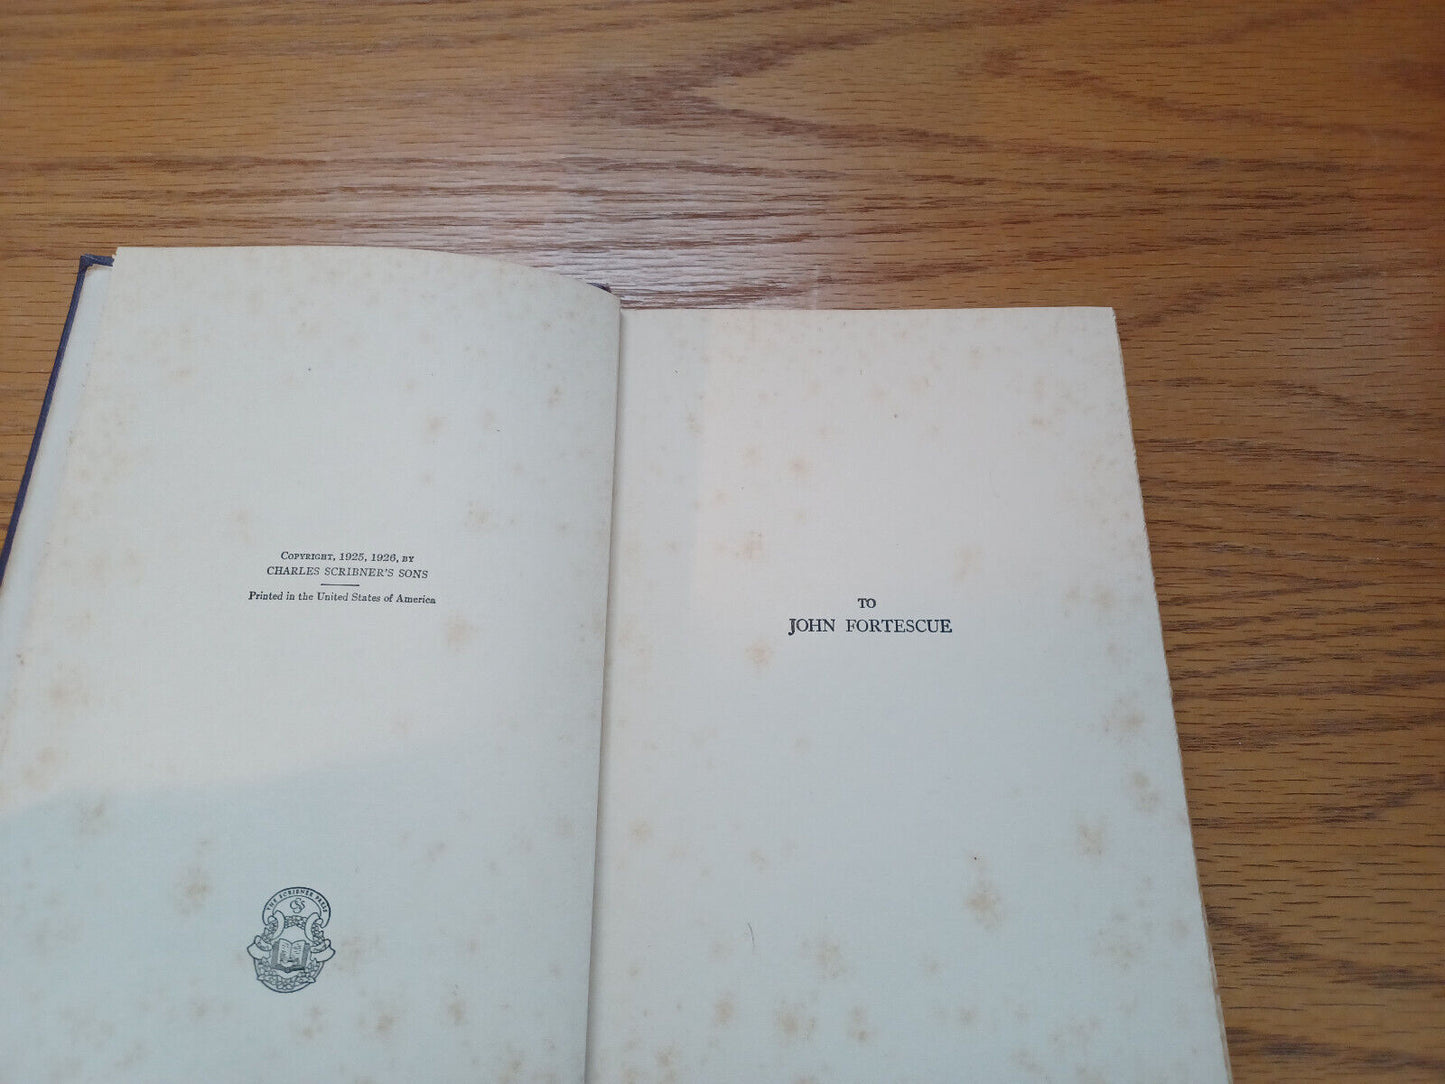 COPYRIGHT, 1925, 1926, BY
CHARLES SCRIBNER'S SONS
Printed in the United States of America
THE SCRIBNER PRESS
TO
JOHN FORTESCUE